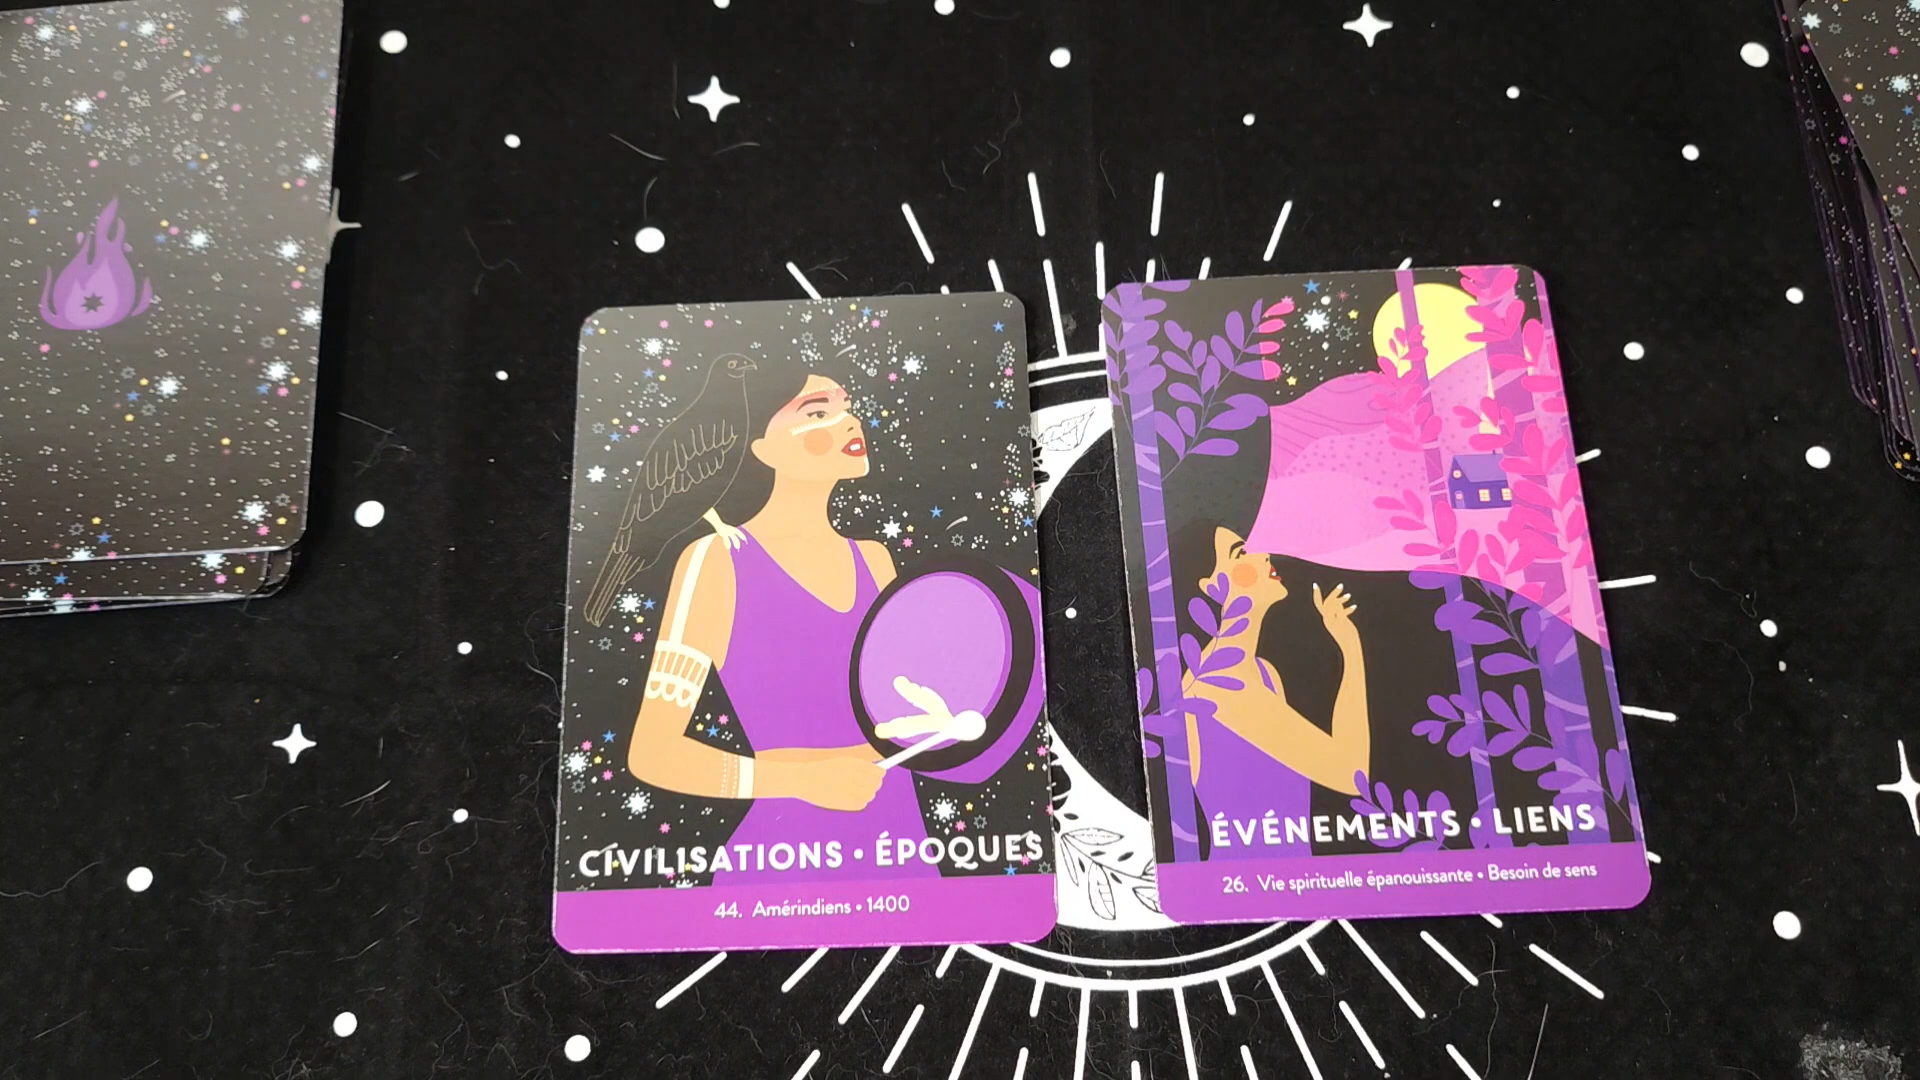 CIVILISATIONS • ÉPOQUES
44. Amérindiens • 1400
ÉVÉNEMENTS • LIENS
26. Vie spirituelle épanouissante • Besoin de sens